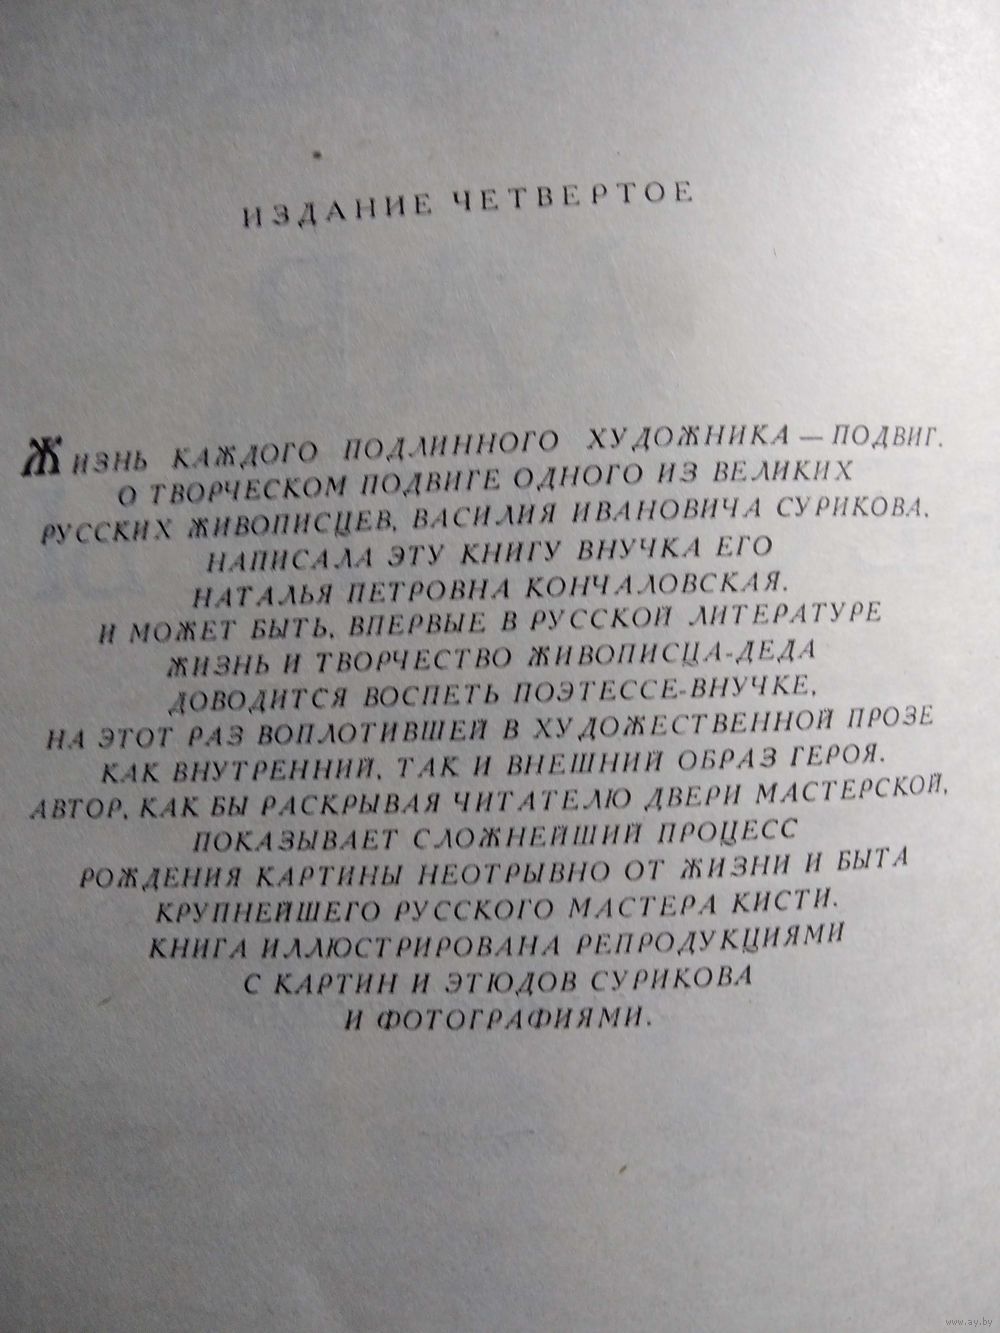 ИЗДАНИЕ ЧЕТВЕРТОЕ
ЖИЗНЬ КАЖДОГО ПОДЛИННОГО ХУДОЖНИКА — ПОДВИГ.
О ТВОРЧЕСКОМ ПОДВИГЕ ОДНОГО ИЗ ВЕЛИКИХ
РУССКИХ ЖИВОПИСЦЕВ, ВАСИЛИЯ ИВАНОВИЧА СУРИКОВА,
НАПИСАЛА ЭТУ КНИГУ ВНУЧКА ЕГО
НАТАЛЬЯ ПЕТРОВНА КОНЧАЛОВСКАЯ.
И МОЖЕТ БЫТЬ, ВПЕРВЫЕ В РУССКОЙ ЛИТЕРАТУРЕ
ЖИЗНЬ И ТВОРЧЕСТВО ЖИВОПИСЦА-ДЕДА
ДОВОДИТСЯ ВОСПЕТЬ ПОЭТЕССЕ-ВНУЧКЕ,
НА ЭТОТ РАЗ ВОПЛОТИВШЕЙ В ХУДОЖЕСТВЕННОЙ ПРОЗЕ
КАК ВНУТРЕННИЙ, ТАК И ВНЕШНИЙ ОБРАЗ ГЕРОЯ.
АВТОР, КАК БЫ РАСКРЫВАЯ ЧИТАТЕЛЮ ДВЕРИ МАСТЕРСКОЙ,
ПОКАЗЫВАЕТ СЛОЖНЕЙШИЙ ПРОЦЕСС
РОЖДЕНИЯ КАРТИНЫ НЕОТРЫВНО ОТ ЖИЗНИ И БЫТА
КРУПНЕЙШЕГО РУССКОГО МАСТЕРА КИСТИ.
КНИГА ИЛЛЮСТРИРОВАНА РЕПРОДУКЦИЯМИ
С КАРТИН И ЭТЮДОВ СУРИКОВА
И ФОТОГРАФИЯМИ.
www.ay.by